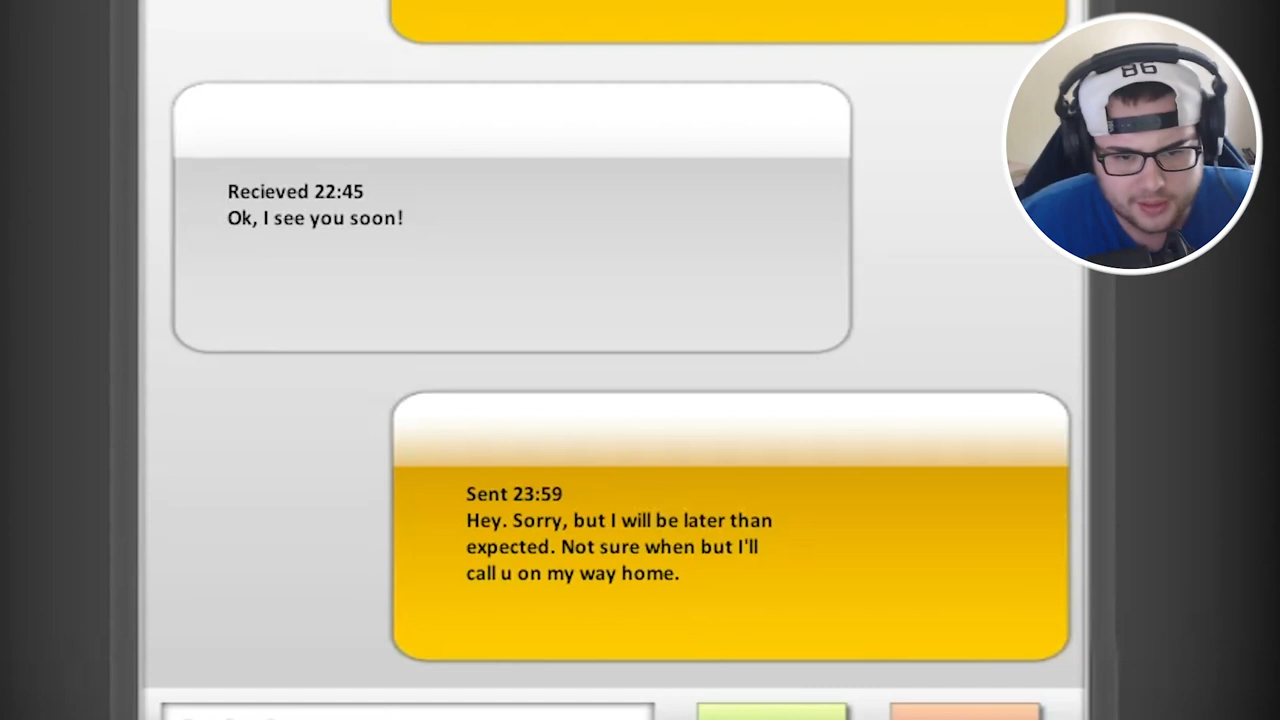 86
Recieved 22:45
Ok, I see you soon!
Sent 23:59
Hey. Sorry, but I will be later than
expected. Not sure when but I'll
call u on my way home.